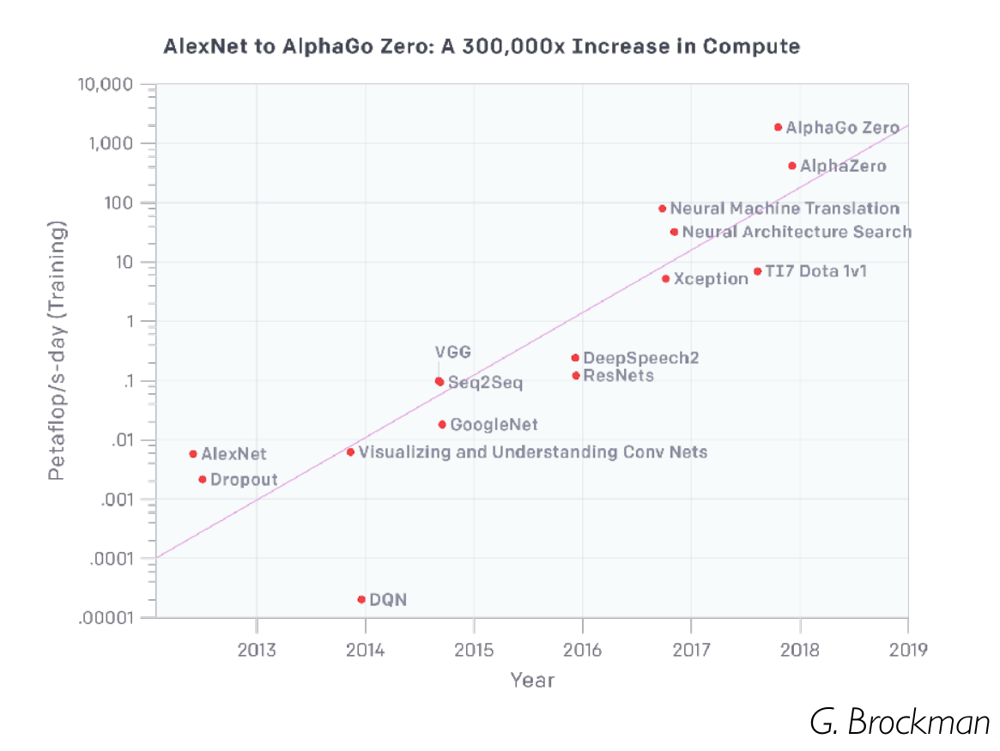 AlexNet to AlphaGo Zero: A 300,000x Increase in Compute
10,000
1,000
100
10
1
.1
.01
.001
.0001
.00001
Petaflop/s-day (Training)
AlphaGo Zero
AlphaZero
Neural Machine Translation
Neural Architecture Search
TI7 Dota 1v1
Xception
VGG
DeepSpeech2
ResNets
Seq2Seq
GoogleNet
AlexNet
Visualizing and Understanding Conv Nets
Dropout
DQN
2013 2014 2015 2016 2017 2018 2019
Year
G. Brockman